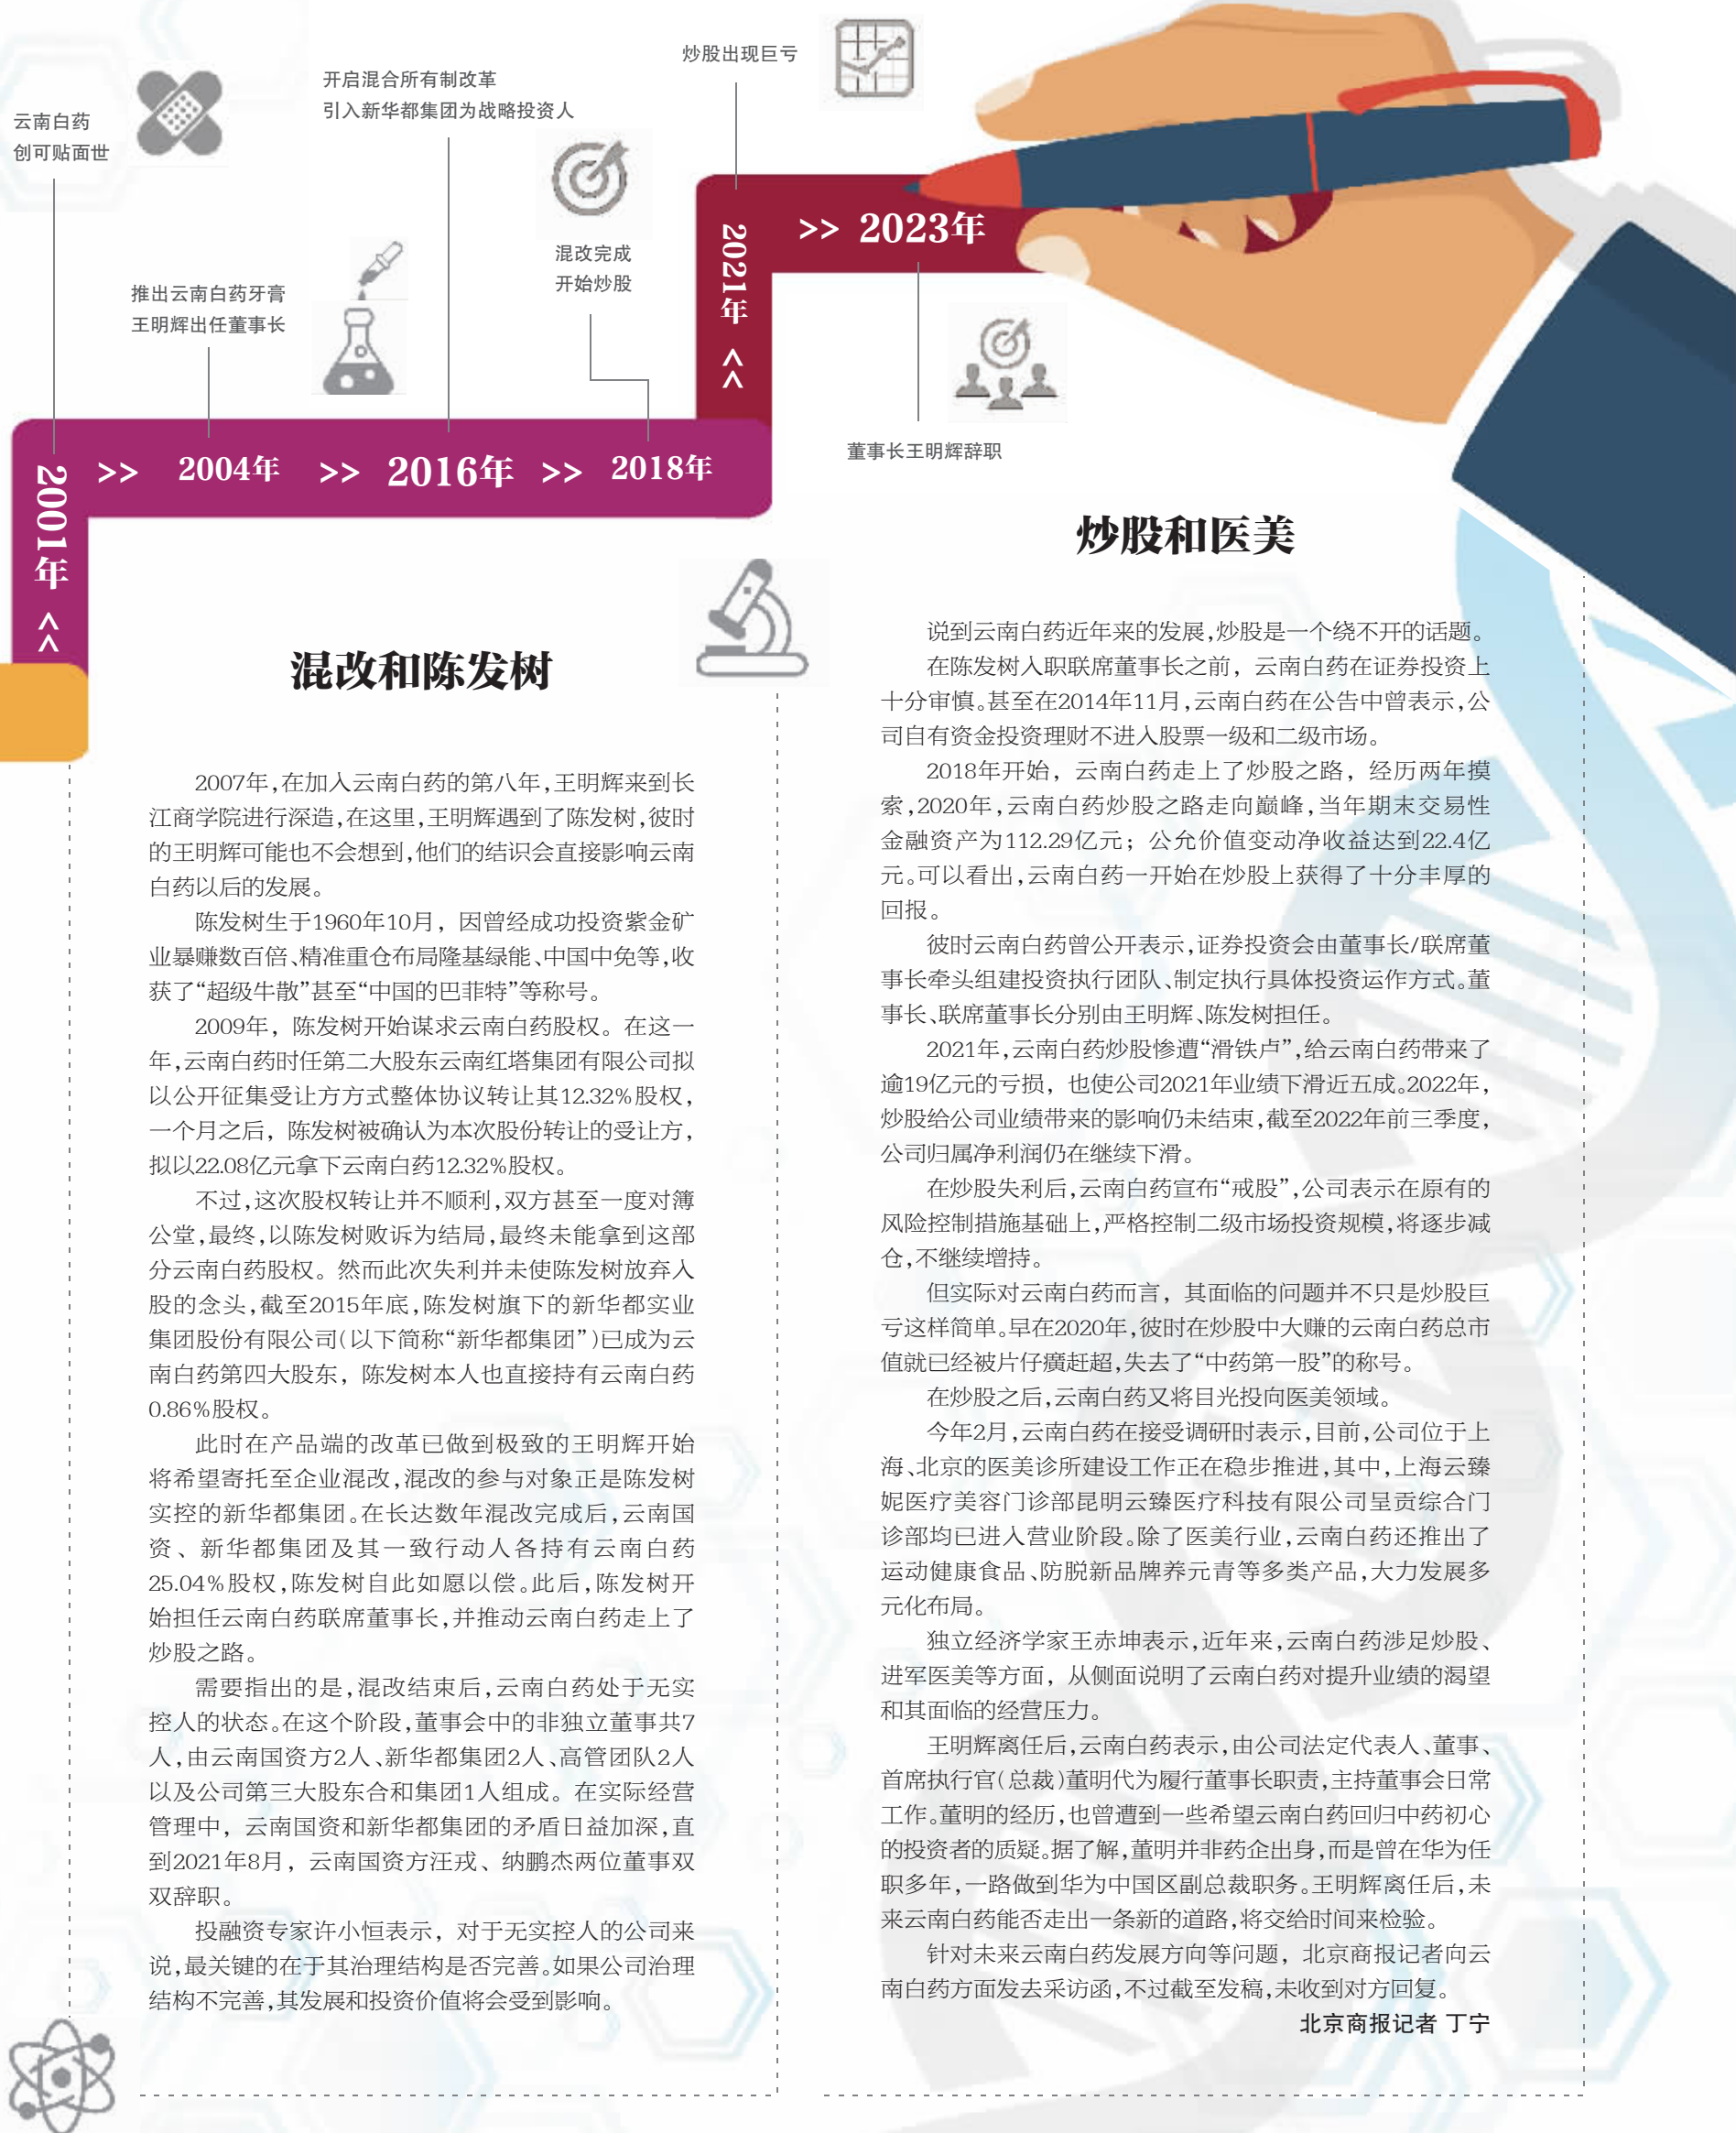 云南白药
创可贴面世
推出云南白药牙膏
王明辉出任董事长
开启混合所有制改革
引入新华都集团为战略投资人
混改完成
开始炒股
炒股出现巨亏
董事长王明辉辞职
2001年 >>
>> 2004年 >> 2016年 >> 2018年
2021年 >>
>> 2023年
混改和陈发树
2007年,在加入云南白药的第八年,王明辉来到长
江商学院进行深造,在这里,王明辉遇到了陈发树,彼时
的王明辉可能也不会想到,他们的结识会直接影响云南
白药以后的发展。
陈发树生于1960年10月，因曾经成功投资紫金矿
业暴赚数百倍、精准重仓布局隆基绿能、中国中免等,收
获了“超级牛散”甚至“中国的巴菲特”等称号。
2009年，陈发树开始谋求云南白药股权。在这一
年,云南白药时任第二大股东云南红塔集团有限公司拟
以公开征集受让方方式整体协议转让其12.32%股权，
一个月之后，陈发树被确认为本次股份转让的受让方，
拟以22.08亿元拿下云南白药12.32%股权。
不过,这次股权转让并不顺利,双方甚至一度对簿
公堂,最终,以陈发树败诉为结局,最终未能拿到这部
分云南白药股权。然而此次失利并未使陈发树放弃入
股的念头,截至2015年底,陈发树旗下的新华都实业
集团股份有限公司(以下简称“新华都集团”)已成为云
南白药第四大股东，陈发树本人也直接持有云南白药
0.86%股权。
此时在产品端的改革已做到极致的王明辉开始
将希望寄托至企业混改,混改的参与对象正是陈发树
实控的新华都集团。在长达数年混改完成后,云南国
资、新华都集团及其一致行动人各持有云南白药
25.04%股权,陈发树自此如愿以偿。此后,陈发树开
始担任云南白药联席董事长,并推动云南白药走上了
炒股之路。
需要指出的是,混改结束后,云南白药处于无实
控人的状态。在这个阶段,董事会中的非独立董事共7
人,由云南国资方2人、新华都集团2人、高管团队2人
以及公司第三大股东合和集团1人组成。在实际经营
管理中，云南国资和新华都集团的矛盾日益加深,直
到2021年8月，云南国资方汪戎、纳鹏杰两位董事双
双辞职。
投融资专家许小恒表示，对于无实控人的公司来
说,最关键的在于其治理结构是否完善。如果公司治理
结构不完善,其发展和投资价值将会受到影响。
炒股和医美
说到云南白药近年来的发展,炒股是一个绕不开的话题。
在陈发树入职联席董事长之前，云南白药在证券投资上
十分审慎。甚至在2014年11月,云南白药在公告中曾表示,公
司自有资金投资理财不进入股票一级和二级市场。
2018年开始，云南白药走上了炒股之路，经历两年摸
索,2020年,云南白药炒股之路走向巅峰,当年期末交易性
金融资产为112.29亿元；公允价值变动净收益达到22.4亿
元。可以看出,云南白药一开始在炒股上获得了十分丰厚的
回报。
彼时云南白药曾公开表示,证券投资会由董事长/联席董
事长牵头组建投资执行团队、制定执行具体投资运作方式。董
事长、联席董事长分别由王明辉、陈发树担任。
2021年,云南白药炒股惨遭“滑铁卢”,给云南白药带来了
逾19亿元的亏损，也使公司2021年业绩下滑近五成。2022年，
炒股给公司业绩带来的影响仍未结束,截至2022年前三季度，
公司归属净利润仍在继续下滑。
在炒股失利后,云南白药宣布“戒股”,公司表示在原有的
风险控制措施基础上,严格控制二级市场投资规模,将逐步减
仓,不继续增持。
但实际对云南白药而言，其面临的问题并不只是炒股巨
亏这样简单。早在2020年,彼时在炒股中大赚的云南白药总市
值就已经被片仔癀赶超,失去了“中药第一股”的称号。
在炒股之后,云南白药又将目光投向医美领域。
今年2月,云南白药在接受调研时表示,目前,公司位于上
海、北京的医美诊所建设工作正在稳步推进,其中,上海云臻
妮医疗美容门诊部昆明云臻医疗科技有限公司呈贡综合门
诊部均已进入营业阶段。除了医美行业,云南白药还推出了
运动健康食品、防脱新品牌养元青等多类产品,大力发展多
元化布局。
独立经济学家王赤坤表示,近年来,云南白药涉足炒股、
进军医美等方面，从侧面说明了云南白药对提升业绩的渴望
和其面临的经营压力。
王明辉离任后,云南白药表示,由公司法定代表人、董事、
首席执行官(总裁)董明代为履行董事长职责,主持董事会日常
工作。董明的经历,也曾遭到一些希望云南白药回归中药初心
的投资者的质疑。据了解,董明并非药企出身,而是曾在华为任
职多年,一路做到华为中国区副总裁职务。王明辉离任后,未
来云南白药能否走出一条新的道路,将交给时间来检验。
针对未来云南白药发展方向等问题，北京商报记者向云
南白药方面发去采访函,不过截至发稿,未收到对方回复。
北京商报记者 丁宁